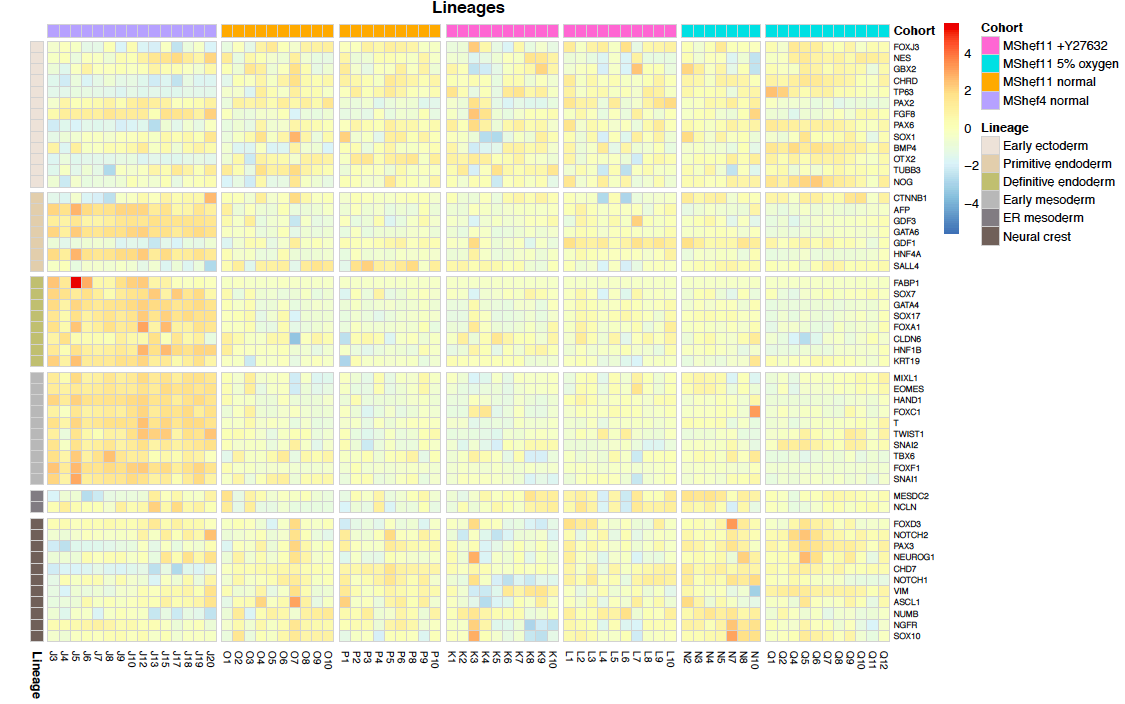 Lineages
Cohort
FOXJ3
NES
GBX2
CHRD
TP63
PAX2
FGF8
PAX6
SOX1
BMP4
OTX2
TUBB3
NOG
CTNNB1
AFP
GDF3
GATA6
GDF1
HNF4A
SALL4
FABP1
SOX7
GATA4
SOX17
FOXA1
CLDN6
HNF1B
KRT19
MIXL1
EOMES
HAND1
FOXC1
T
TWIST1
SNAI2
TBX6
FOXF1
SNAI1
MESDC2
NCLN
FOXD3
NOTCH2
PAX3
NEUROG1
CHD7
NOTCH1
VIM
ASCL1
NUMB
NGFR
SOX10
Lineage
J3 J4 J5 J6 J7 J8 J9 J10 J12 J13 J15 J17 J18 J19 J20 O1 O2 O3 O4 O5 O6 O7 O8 O9 O10 P1 P2 P3 P4 P5 P6 P8 P9 P10 K1 K2 K3 K4 K5 K6 K7 K8 K9 K10 L1 L2 L3 L4 L5 L6 L7 L8 L9 L10 N2 N3 N4 N5 N7 N8 N10 Q1 Q2 Q4 Q5 Q6 Q7 Q8 Q9 Q10 Q11 Q12
4
2
0
−2
−4
Cohort
MShef11 +Y27632
MShef11 5% oxygen
MShef11 normal
MShef4 normal
Lineage
Early ectoderm
Primitive endoderm
Definitive endoderm
Early mesoderm
ER mesoderm
Neural crest